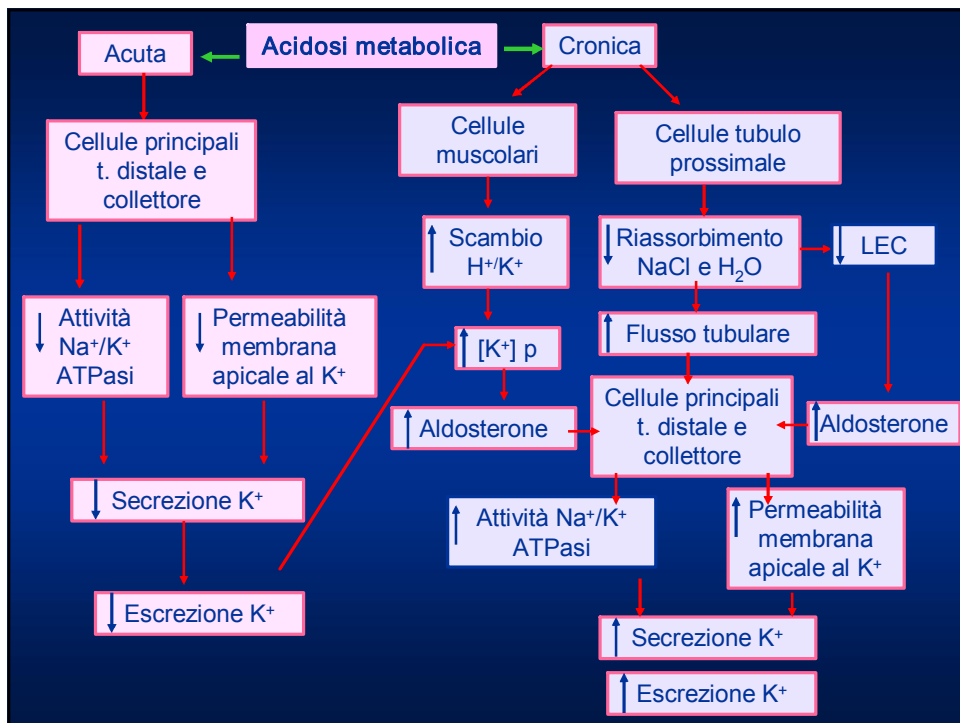 Acidosi metabolica
Acuta
Cellule principali
t. distale e
collettore
Attività
Na⁺/K⁺
ATPasi
Permeabilità
membrana
apicale al K⁺
Secrezione K⁺
Escrezione K⁺
Cronica
Cellule
muscolari
Scambio
H⁺/K⁺
[K⁺] p
Aldosterone
Cellule tubulo
prossimale
Riassorbimento
NaCl e H₂O
LEC
Flusso tubulare
Aldosterone
Cellule principali
t. distale e
collettore
Attività Na⁺/K⁺
ATPasi
Permeabilità
membrana
apicale al K⁺
Secrezione K⁺
Escrezione K⁺